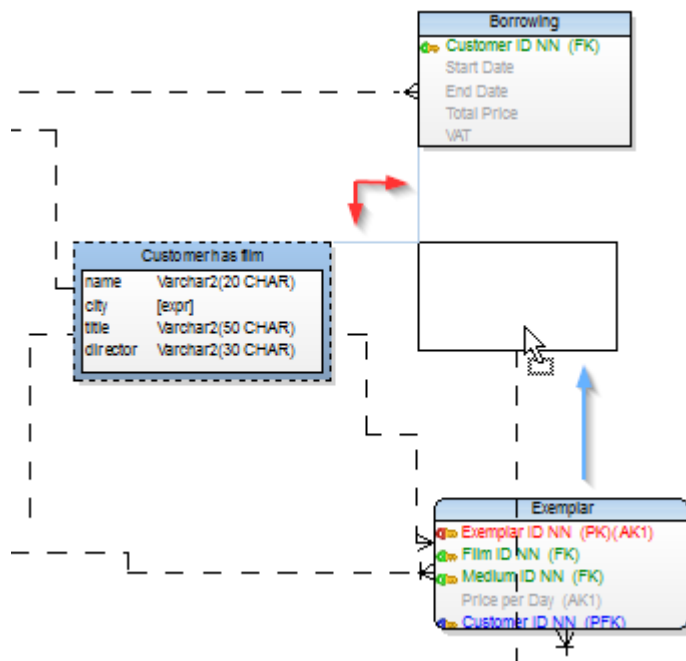 Borrowing
Customer ID NN (FK)
Start Date
End Date
Total Price
VAT
Customer has film
name Varchar2(20 CHAR)
city [expr]
title Varchar2(50 CHAR)
director Varchar2(30 CHAR)
Exemplar
Exemplar ID NN (PK)(AK1)
Film ID NN (FK)
Medium ID NN (FK)
Price per Day (AK1)
Customer ID NN (PFK)